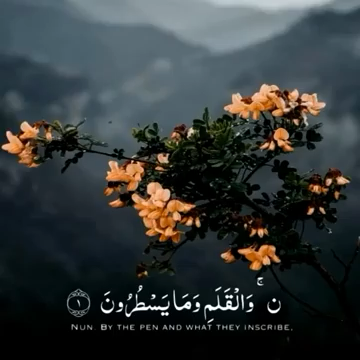 نٓ ۚ وَالْقَلَمِ وَمَا يَسْطُرُونَ ١
Nun. By the pen and what they inscribe,